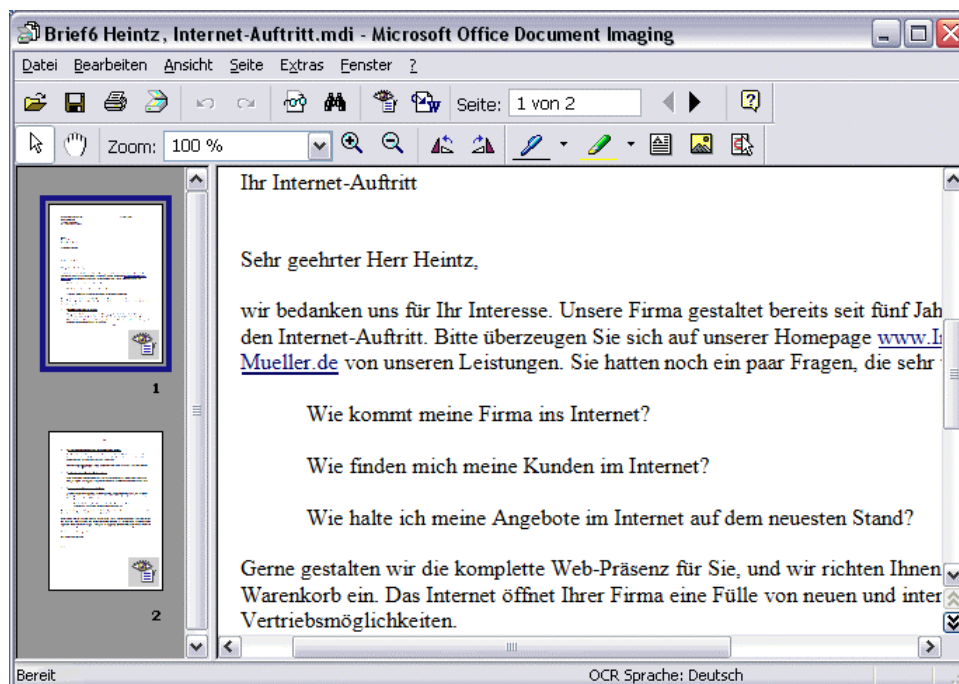 Brief6 Heintz, Internet-Auftritt.mdi - Microsoft Office Document Imaging
Datei Bearbeiten Ansicht Seite Extras Fenster ?
Seite: 1 von 2
Zoom: 100 %
Ihr Internet-Auftritt
Sehr geehrter Herr Heintz,
wir bedanken uns für Ihr Interesse. Unsere Firma gestaltet bereits seit fünf Jah
den Internet-Auftritt. Bitte überzeugen Sie sich auf unserer Homepage www.I
Mueller.de von unseren Leistungen. Sie hatten noch ein paar Fragen, die sehr
Wie kommt meine Firma ins Internet?
Wie finden mich meine Kunden im Internet?
Wie halte ich meine Angebote im Internet auf dem neuesten Stand?
Gerne gestalten wir die komplette Web-Präsenz für Sie, und wir richten Ihnen
Warenkorb ein. Das Internet öffnet Ihrer Firma eine Fülle von neuen und inter
Vertriebsmöglichkeiten.
1
2
Bereit
OCR Sprache: Deutsch